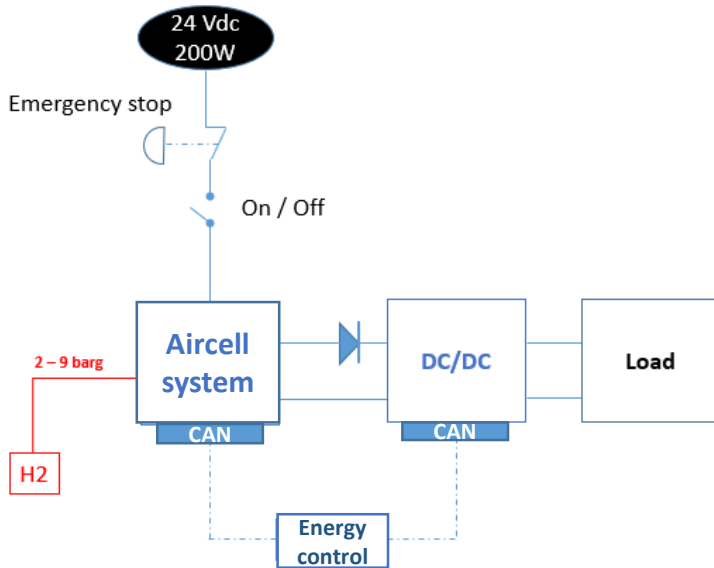 24 Vdc
200W
Emergency stop
On / Off
Aircell
system
DC/DC
Load
2 – 9 barg
CAN
CAN
H2
Energy
control